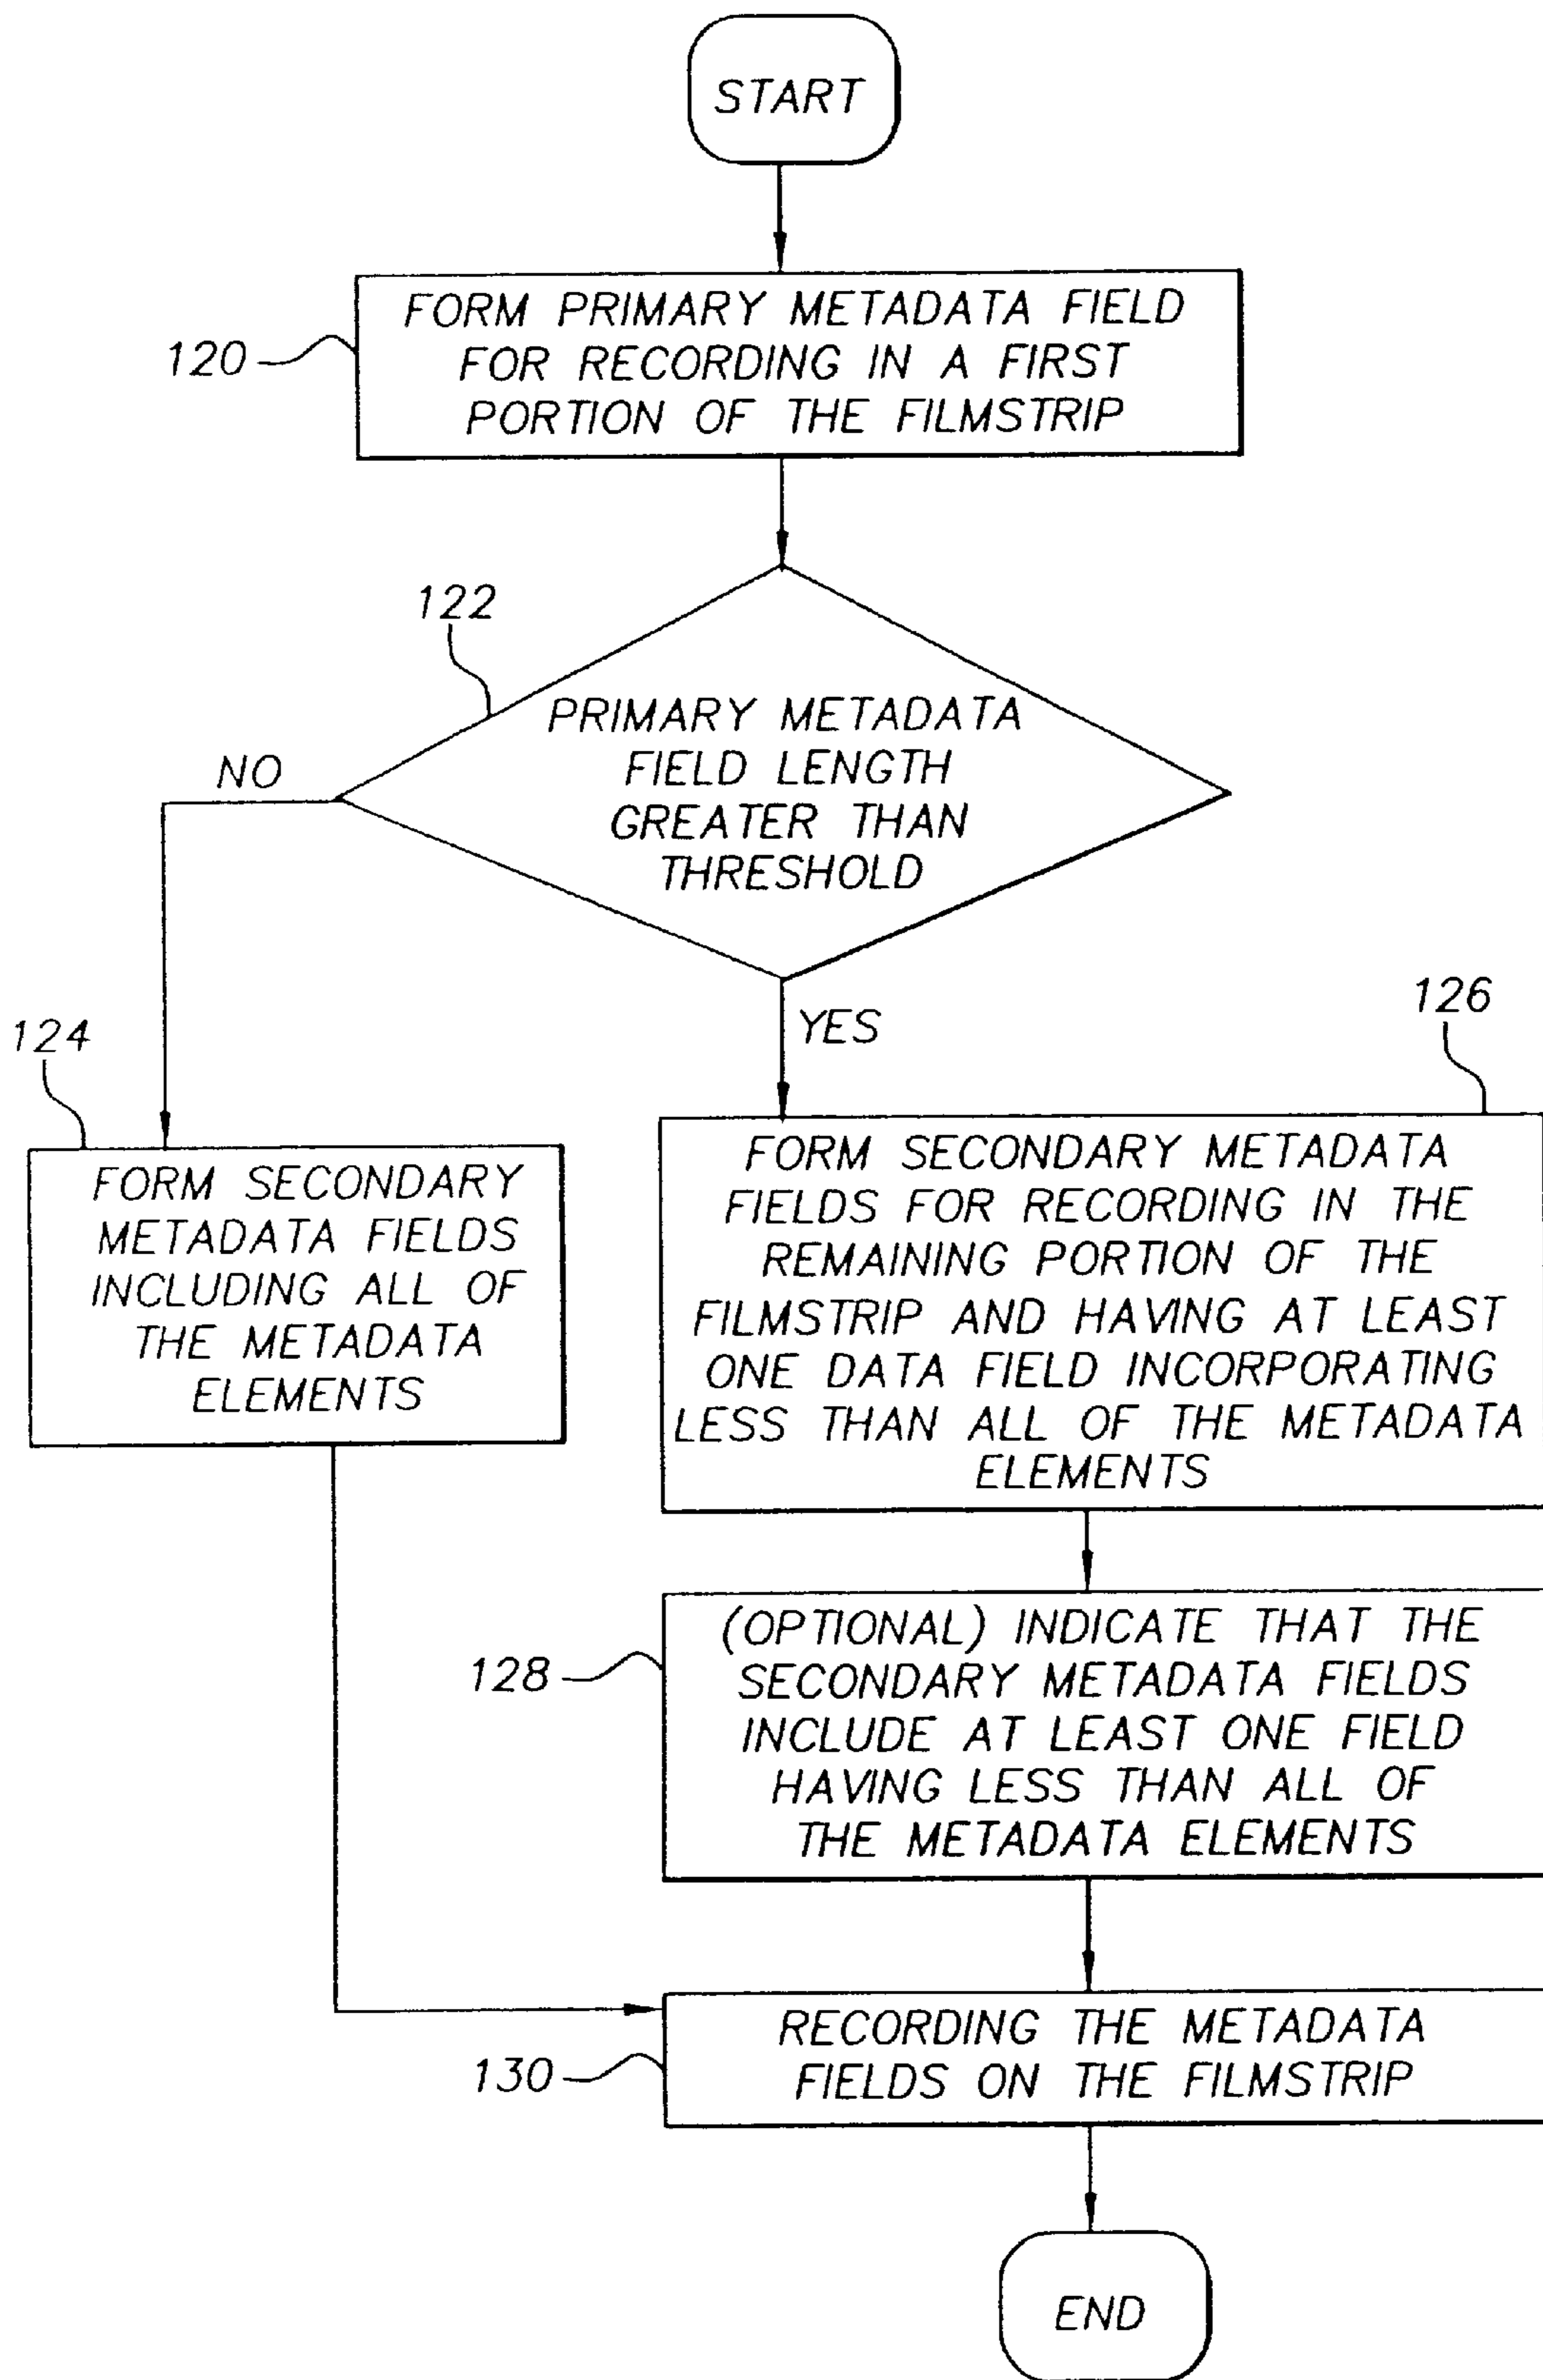 START
FORM PRIMARY METADATA FIELD
FOR RECORDING IN A FIRST
PORTION OF THE FILMSTRIP
120
122
PRIMARY METADATA
FIELD LENGTH
GREATER THAN
THRESHOLD
NO
YES
124
FORM SECONDARY
METADATA FIELDS
INCLUDING ALL OF
THE METADATA
ELEMENTS
126
FORM SECONDARY METADATA
FIELDS FOR RECORDING IN THE
REMAINING PORTION OF THE
FILMSTRIP AND HAVING AT LEAST
ONE DATA FIELD INCORPORATING
LESS THAN ALL OF THE METADATA
ELEMENTS
128
(OPTIONAL) INDICATE THAT THE
SECONDARY METADATA FIELDS
INCLUDE AT LEAST ONE FIELD
HAVING LESS THAN ALL OF
THE METADATA ELEMENTS
130
RECORDING THE METADATA
FIELDS ON THE FILMSTRIP
END